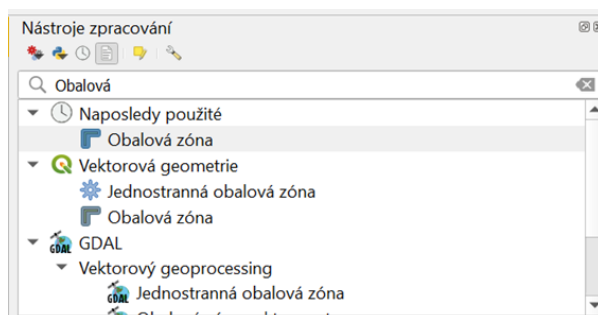 Nástroje zpracování
Obalová
Naposledy použité
Obalová zóna
Vektorová geometrie
Jednostranná obalová zóna
Obalová zóna
GDAL
Vektorový geoprocessing
Jednostranná obalová zóna